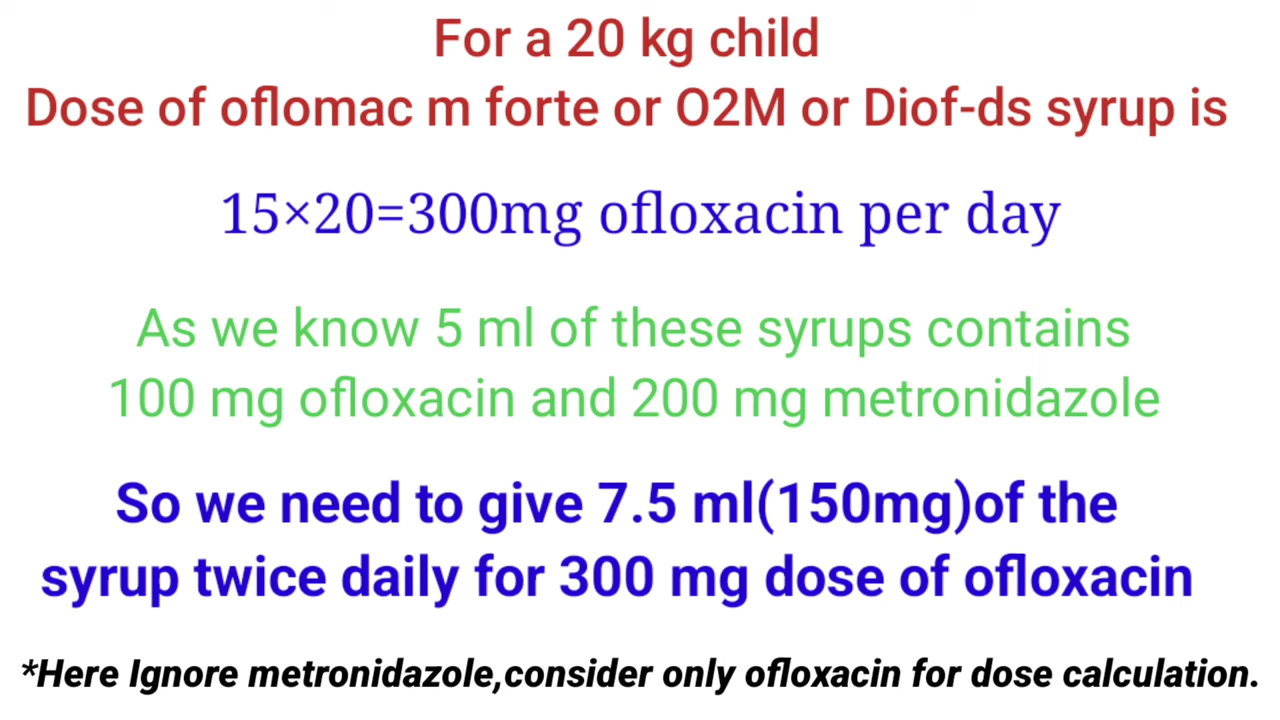 For a 20 kg child
Dose of oflomac m forte or O2M or Diof-ds syrup is
15×20=300mg ofloxacin per day
As we know 5 ml of these syrups contains
100 mg ofloxacin and 200 mg metronidazole
So we need to give 7.5 ml(150mg)of the
syrup twice daily for 300 mg dose of ofloxacin
*Here Ignore metronidazole,consider only ofloxacin for dose calculation.